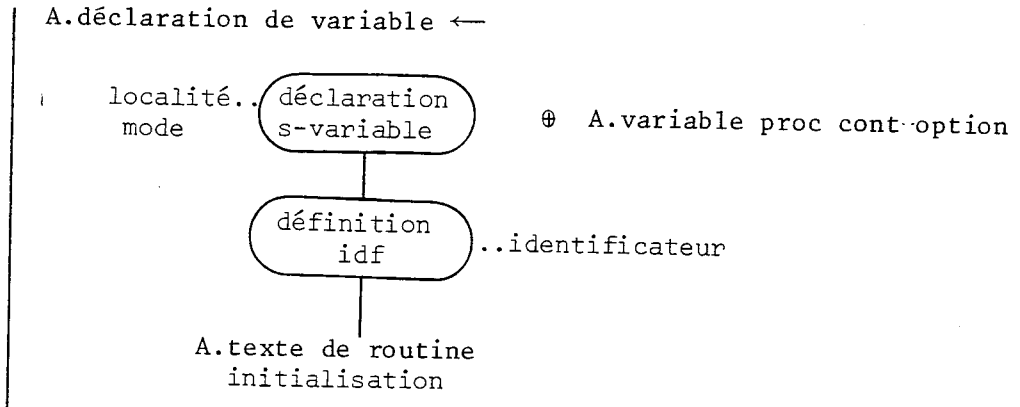 A.déclaration de variable ←
localité.. déclaration
mode s-variable ⊕ A.variable proc cont option
définition
idf ..identificateur
A.texte de routine
initialisation